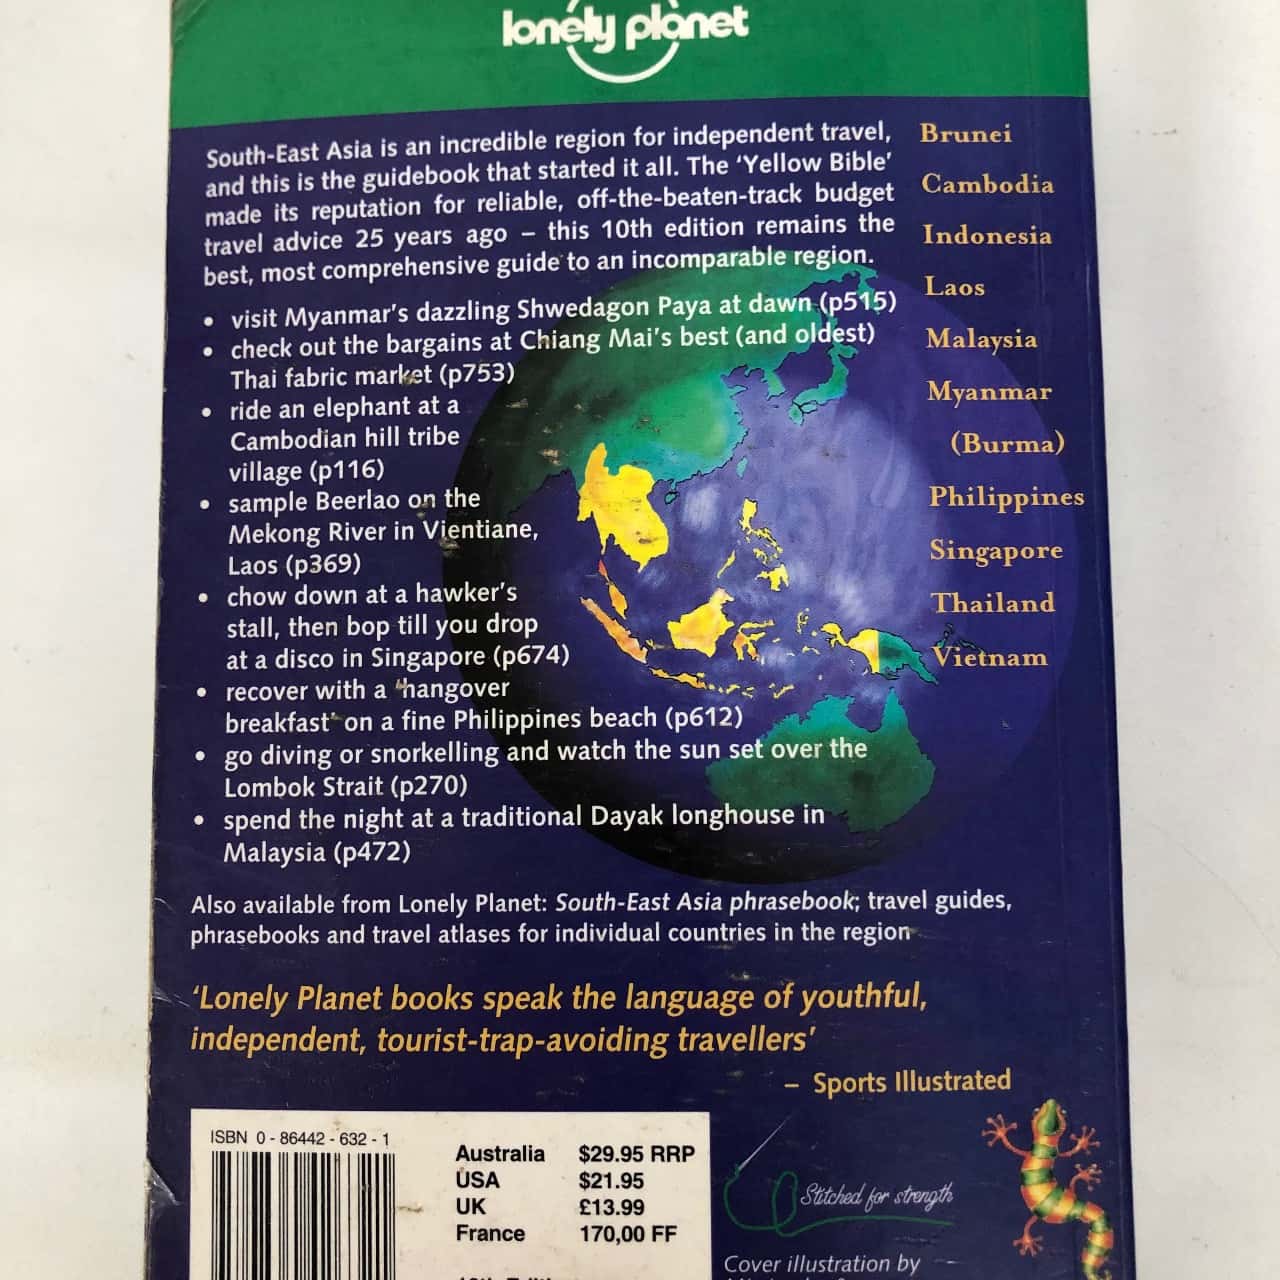 lonely planet
South-East Asia is an incredible region for independent travel,
and this is the guidebook that started it all. The ‘Yellow Bible’
made its reputation for reliable, off-the-beaten-track budget
travel advice 25 years ago – this 10th edition remains the
best, most comprehensive guide to an incomparable region.
• visit Myanmar’s dazzling Shwedagon Paya at dawn (p515)
• check out the bargains at Chiang Mai’s best (and oldest)
Thai fabric market (p753)
• ride an elephant at a
Cambodian hill tribe
village (p116)
• sample Beerlao on the
Mekong River in Vientiane,
Laos (p369)
• chow down at a hawker’s
stall, then bop till you drop
at a disco in Singapore (p674)
• recover with a ‘hangover
breakfast’ on a fine Philippines beach (p612)
• go diving or snorkelling and watch the sun set over the
Lombok Strait (p270)
• spend the night at a traditional Dayak longhouse in
Malaysia (p472)
Brunei
Cambodia
Indonesia
Laos
Malaysia
Myanmar
(Burma)
Philippines
Singapore
Thailand
Vietnam
Also available from Lonely Planet: South-East Asia phrasebook; travel guides,
phrasebooks and travel atlases for individual countries in the region
‘Lonely Planet books speak the language of youthful,
independent, tourist-trap-avoiding travellers’
– Sports Illustrated
ISBN 0 - 86442 - 632 - 1
Australia $29.95 RRP
USA $21.95
UK £13.99
France 170,00 FF
Stitched for strength
Cover illustration by